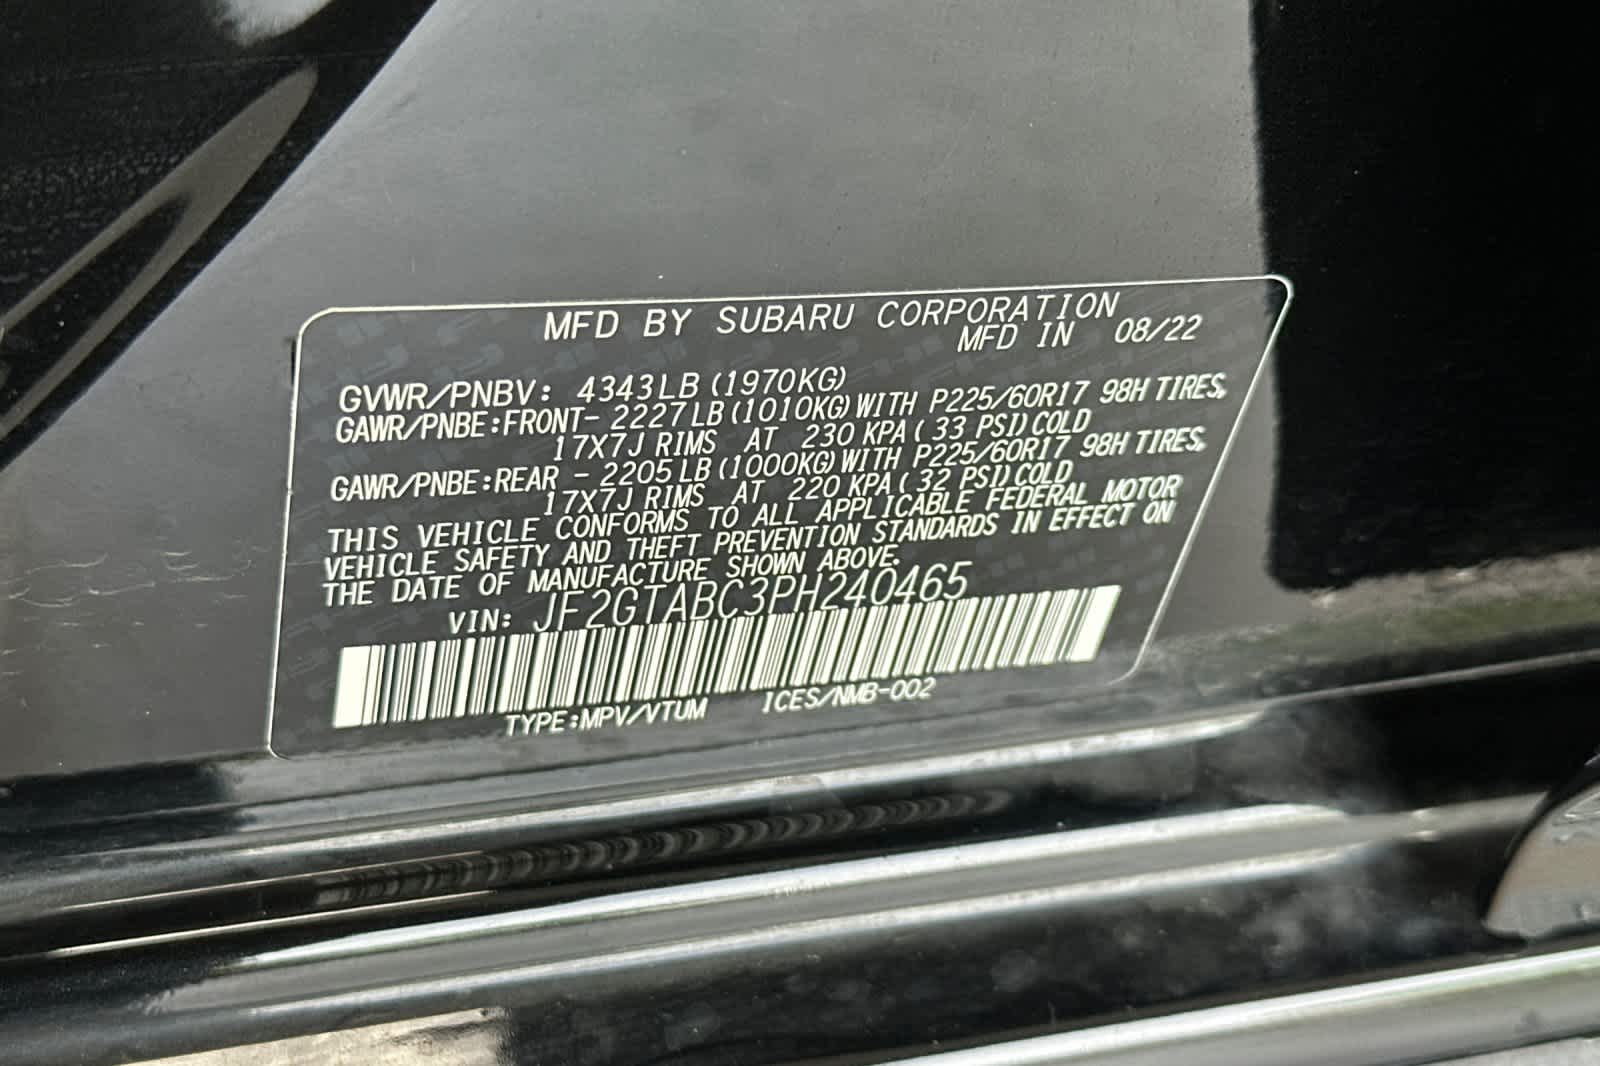 MFD BY SUBARU CORPORATION
MFD IN 08/22
GVWR/PNBV: 4343LB (1970KG)
GAWR/PNBE:FRONT- 2227LB(1010KG)WITH P225/60R17 98H TIRES,
17X7J RIMS AT 230 KPA( 33 PSI)COLD
GAWR/PNBE:REAR - 2205LB(1000KG)WITH P225/60R17 98H TIRES,
17X7J RIMS AT 220 KPA( 32 PSI)COLD
THIS VEHICLE CONFORMS TO ALL APPLICABLE FEDERAL MOTOR
VEHICLE SAFETY AND THEFT PREVENTION STANDARDS IN EFFECT ON
THE DATE OF MANUFACTURE SHOWN ABOVE.
VIN: JF2GTABC3PH240465
TYPE:MPV/VTUM ICES/NMB-002